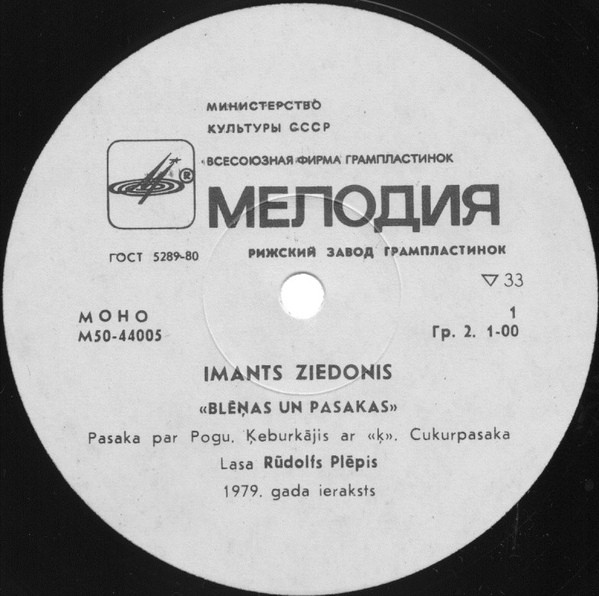 МИНИСТЕРСТВО
КУЛЬТУРЫ СССР
ВСЕСОЮЗНАЯ ФИРМА ГРАМПЛАСТИНОК
®
МЕЛОДИЯ
ГОСТ 5289-80
РИЖСКИЙ ЗАВОД ГРАМПЛАСТИНОК
▽ 33
МОНО
1
М50-44005
Гр. 2. 1-00
IMANTS ZIEDONIS
«BLĒŅAS UN PASAKAS»
Pasaka par Pogu. Ķeburkājis ar «ķ». Cukurpasaka
Lasa Rūdolfs Plēpis
1979. gada ieraksts